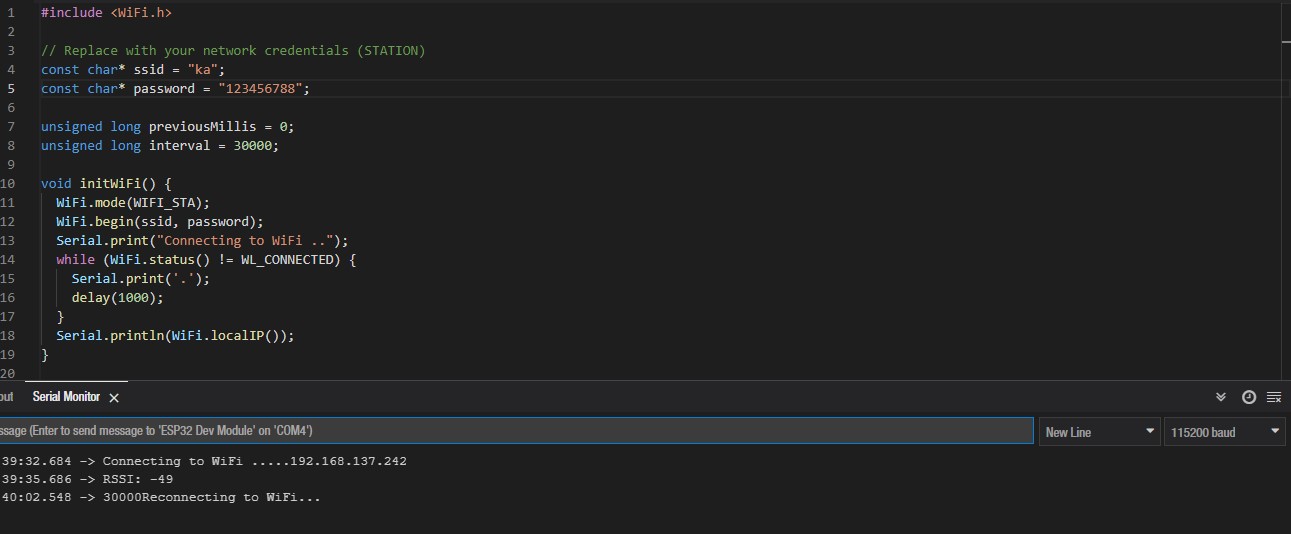 1 #include <WiFi.h>
2
3 // Replace with your network credentials (STATION)
4 const char* ssid = "ka";
5 const char* password = "123456788";
6
7 unsigned long previousMillis = 0;
8 unsigned long interval = 30000;
9
10 void initWiFi() {
11   WiFi.mode(WIFI_STA);
12   WiFi.begin(ssid, password);
13   Serial.print("Connecting to WiFi ..");
14   while (WiFi.status() != WL_CONNECTED) {
15     Serial.print('.');
16     delay(1000);
17   }
18   Serial.println(WiFi.localIP());
19 }
20
out Serial Monitor ×
ssage (Enter to send message to 'ESP32 Dev Module' on 'COM4') New Line 115200 baud
39:32.684 -> Connecting to WiFi .....192.168.137.242
39:35.686 -> RSSI: -49
40:02.548 -> 30000Reconnecting to WiFi...